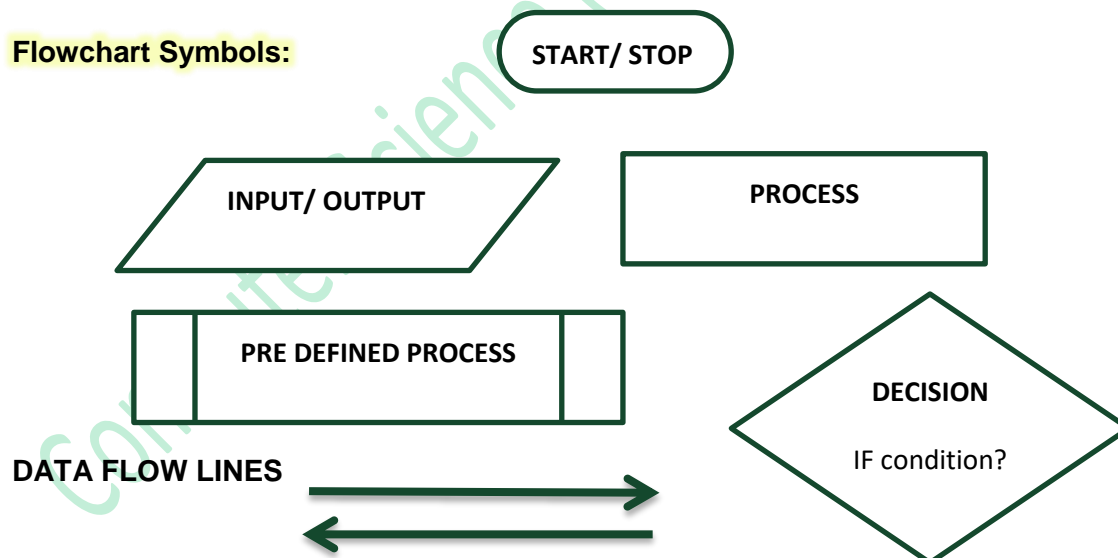 Flowchart Symbols:
START/ STOP
INPUT/ OUTPUT
PROCESS
PRE DEFINED PROCESS
DECISION
IF condition?
DATA FLOW LINES